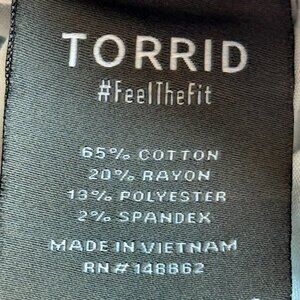 TORRID
#FeelTheFit
65% COTTON
20% RAYON
13% POLYESTER
2% SPANDEX
MADE IN VIETNAM
RN# 148862